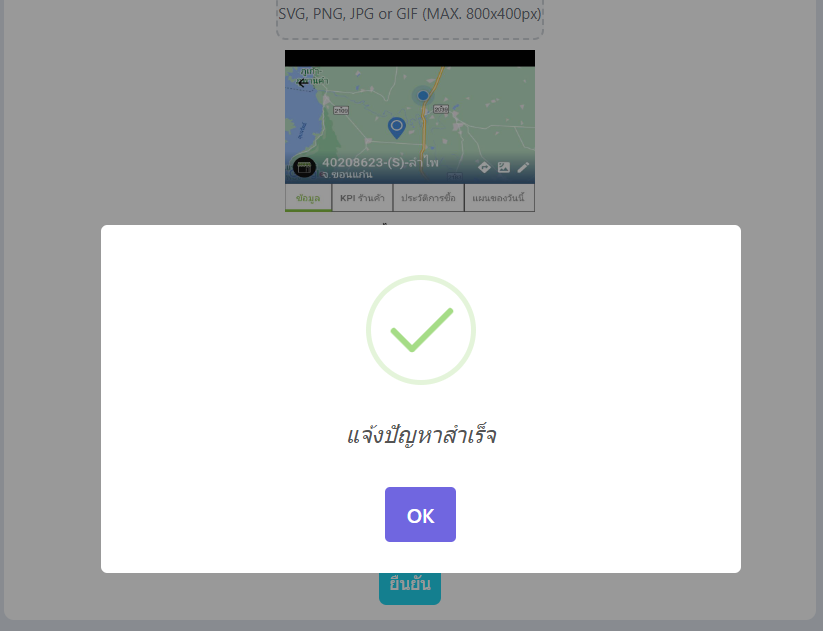 SVG, PNG, JPG or GIF (MAX. 800x400px)
40208623-(S)-ลำไพ
จ.ขอนแก่น
ข้อมูล
KPI ร้านค้า
ประวัติการซื้อ
แผนของวันนี้
แจ้งปัญหาสำเร็จ
OK
ยืนยัน